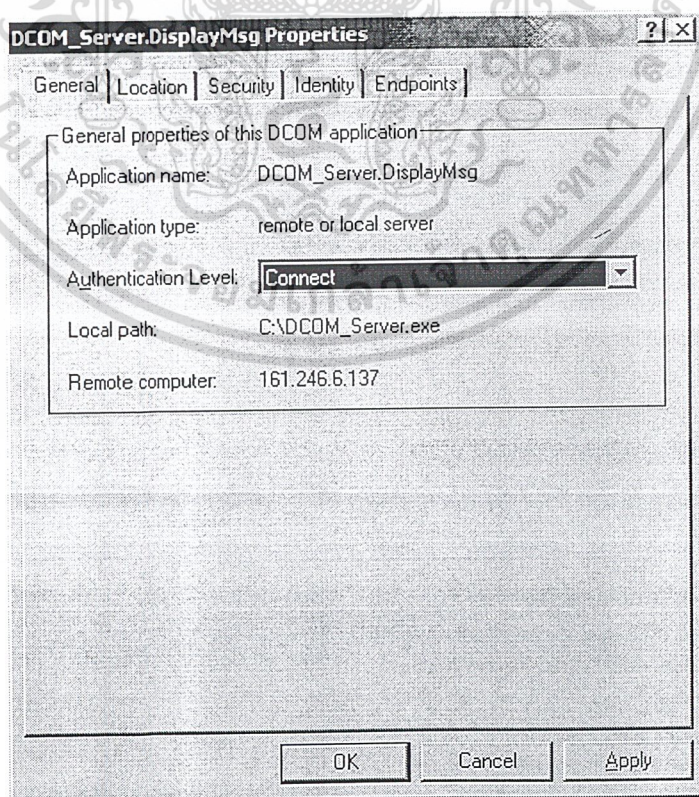 DCOM_Server.DisplayMsg Properties
? X
General Location Security Identity Endpoints
General properties of this DCOM application
Application name: DCOM_Server.DisplayMsg
Application type: remote or local server
Authentication Level: Connect
Local path: C:\DCOM_Server.exe
Remote computer: 161.246.6.137
OK Cancel Apply